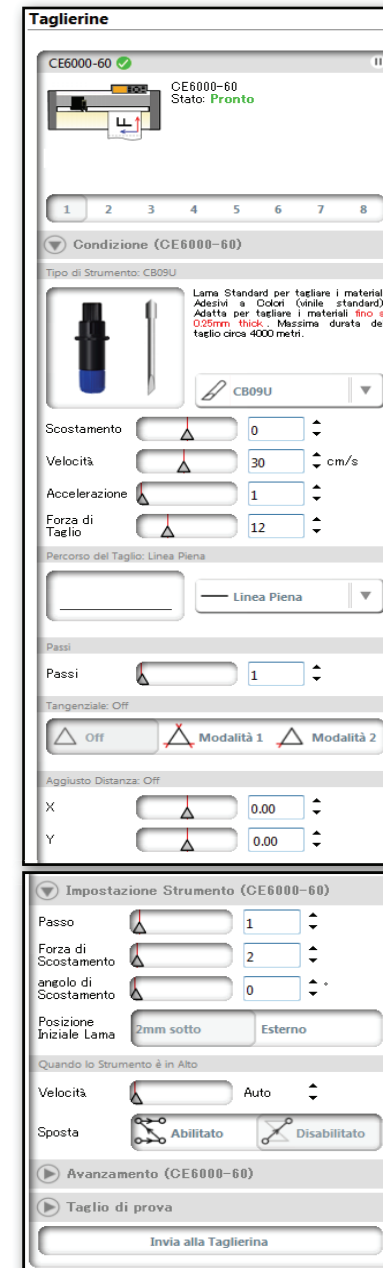 Taglierine
CE6000-60
CE6000-60
Stato: Pronto
1 2 3 4 5 6 7 8
Condizione (CE6000-60)
Tipo di Strumento: CB09U
Lama Standard per tagliare i material
Adesivi a Colori (vinile standard)
Adatta per tagliare i materiali fino a
0.25mm thick. Massima durata de
taglio circa 4000 metri.
CB09U
Scostamento 0
Velocità 30 cm/s
Accelerazione 1
Forza di
Taglio 12
Percorso del Taglio: Linea Piena
Linea Piena
Passi
Passi 1
Tangenziale: Off
Off Modalità 1 Modalità 2
Aggiusto Distanza: Off
X 0.00
Y 0.00
Impostazione Strumento (CE6000-60)
Passo 1
Forza di
Scostamento 2
angolo di
Scostamento 0 °
Posizione
Iniziale Lama 2mm sotto Esterno
Quando lo Strumento è in Alto
Velocità Auto
Sposta Abilitato Disabilitato
Avanzamento (CE6000-60)
Taglio di prova
Invia alla Taglierina